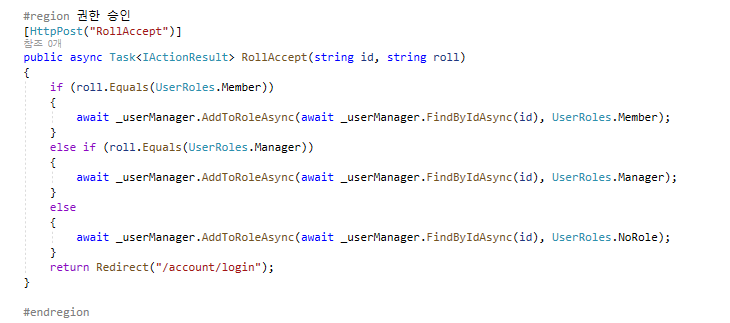 #region 권한 승인
[HttpPost("RollAccept")]
참조 0개
public async Task<IActionResult> RollAccept(string id, string roll)
{
if (roll.Equals(UserRoles.Member))
{
await _userManager.AddToRoleAsync(await _userManager.FindByIdAsync(id), UserRoles.Member);
}
else if (roll.Equals(UserRoles.Manager))
{
await _userManager.AddToRoleAsync(await _userManager.FindByIdAsync(id), UserRoles.Manager);
}
else
{
await _userManager.AddToRoleAsync(await _userManager.FindByIdAsync(id), UserRoles.NoRole);
}
return Redirect("/account/login");
}
#endregion